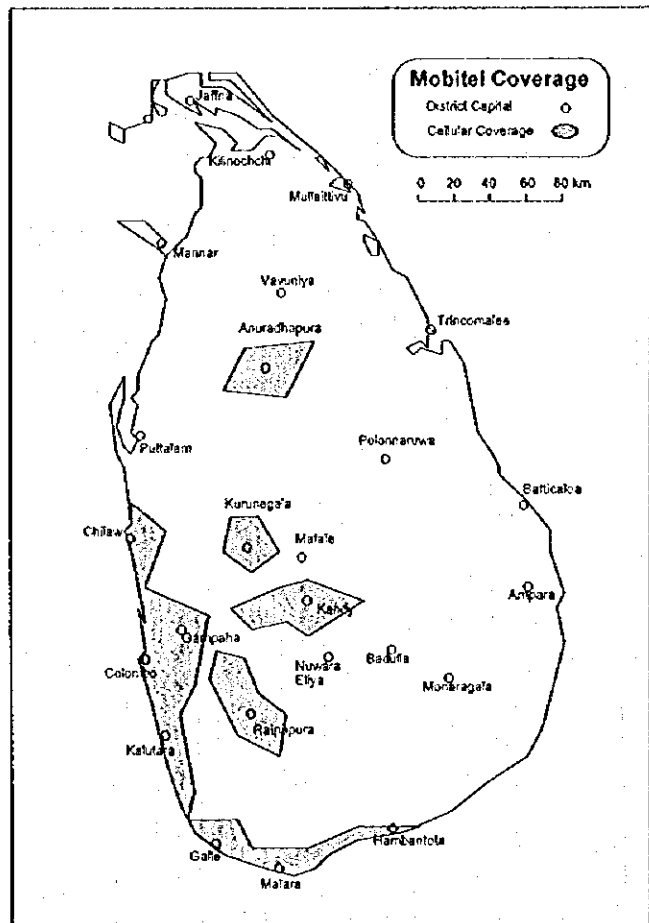 Mobitel Coverage
District Capital
Cellular Coverage
0 20 40 60 80 km
Jaffna
Kilinochchi
Mullaittivu
Mannar
Vavuniya
Anuradhapura
Trincomalee
Puttalam
Polonnaruwa
Batticaloa
Kurunegala
Chilaw
Matale
Ampara
Kandy
Gampaha
Colombo
Nuwara
Eliya
Badulla
Monaragala
Ratnapura
Kalutara
Hambantota
Galle
Matara